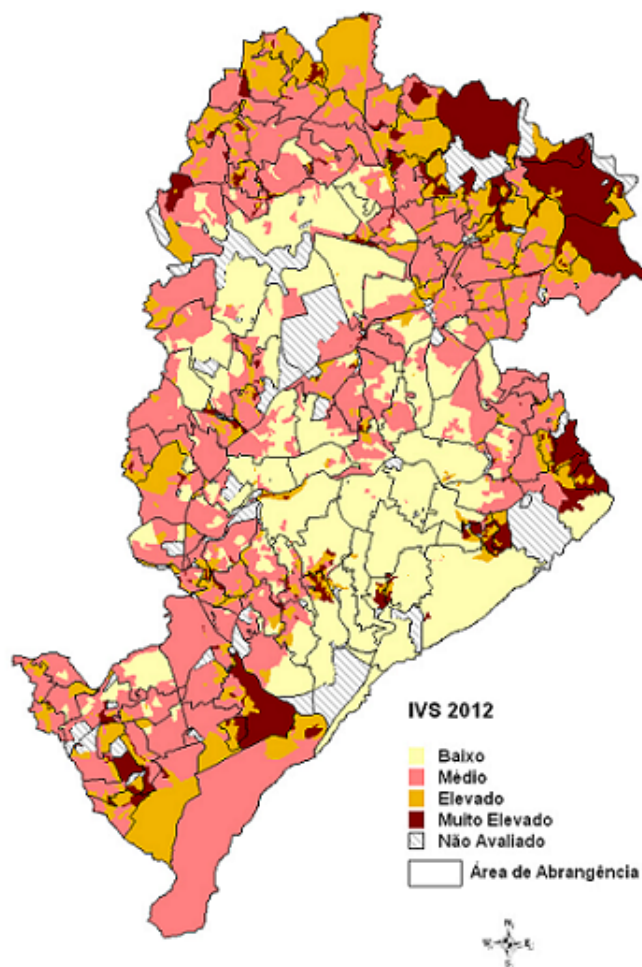 IVS 2012
Baixo
Médio
Elevado
Muito Elevado
Não Avaliado
Área de Abrangência
N
S